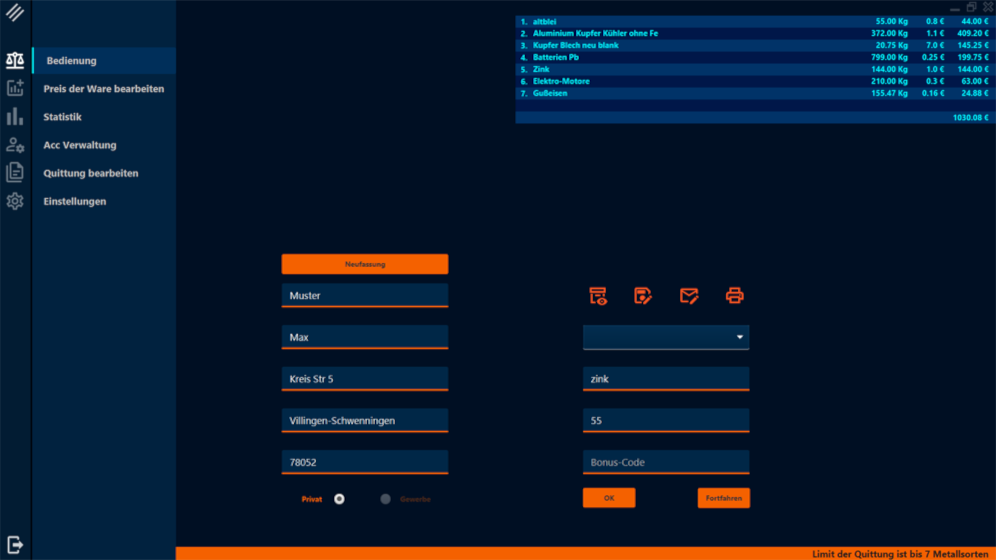 1. altblei 55.00 Kg 0.8 € 44.00 €
2. Aluminium Kupfer Kühler ohne Fe 372.00 Kg 1.1 € 409.20 €
3. Kupfer Blech neu blank 20.75 Kg 7.0 € 145.25 €
4. Batterien Pb 799.00 Kg 0.25 € 199.75 €
5. Zink 144.00 Kg 1.0 € 144.00 €
6. Elektro-Motore 210.00 Kg 0.3 € 63.00 €
7. Gußeisen 155.47 Kg 0.16 € 24.88 €
1030.08 €
Bedienung
Preis der Ware bearbeiten
Statistik
Acc Verwaltung
Quittung bearbeiten
Einstellungen
Neufassung
Muster
Max
Kreis Str 5
Villingen-Schwenningen
78052
Privat
Gewerbe
zink
55
Bonus-Code
OK
Fortfahren
Limit der Quittung ist bis 7 Metallsorten